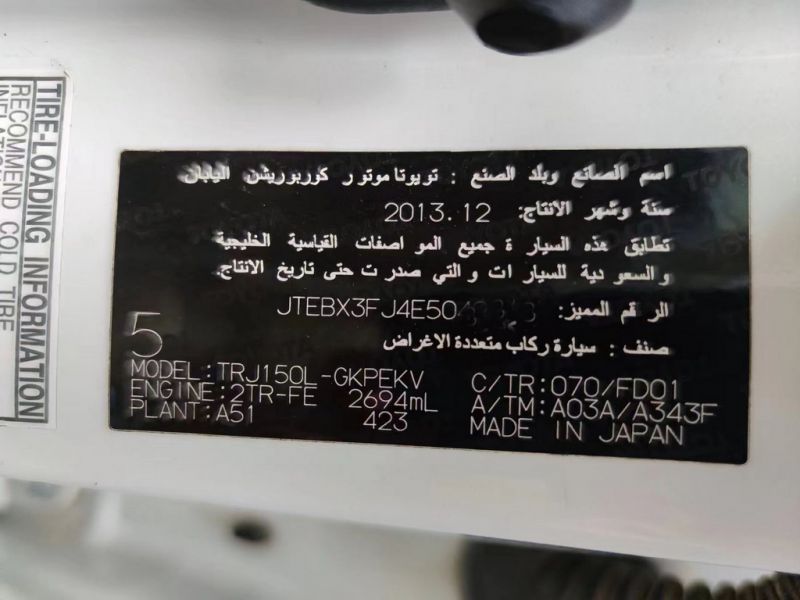 TIRE-LOADING INFORMATION
RECOMMEND COLD TIRE
اسم الصانع وبلد الصنع : تويوتا موتور كوربوريشن اليابان
سنة وشهر الانتاج: 2013.12
تطابق هذه السيارة جميع المواصفات القياسية الخليجية
والسعودية للسيارات والتي صدرت حتى تاريخ الانتاج.
الرقم المميز: JTEBX3FJ4E50
صنف : سيارة ركاب متعددة الاغراض
5
MODEL:TRJ150L-GKPEKV C/TR:070/FD01
ENGINE:2TR-FE 2694mL A/TM:A03A/A343F
PLANT:A51 423 MADE IN JAPAN